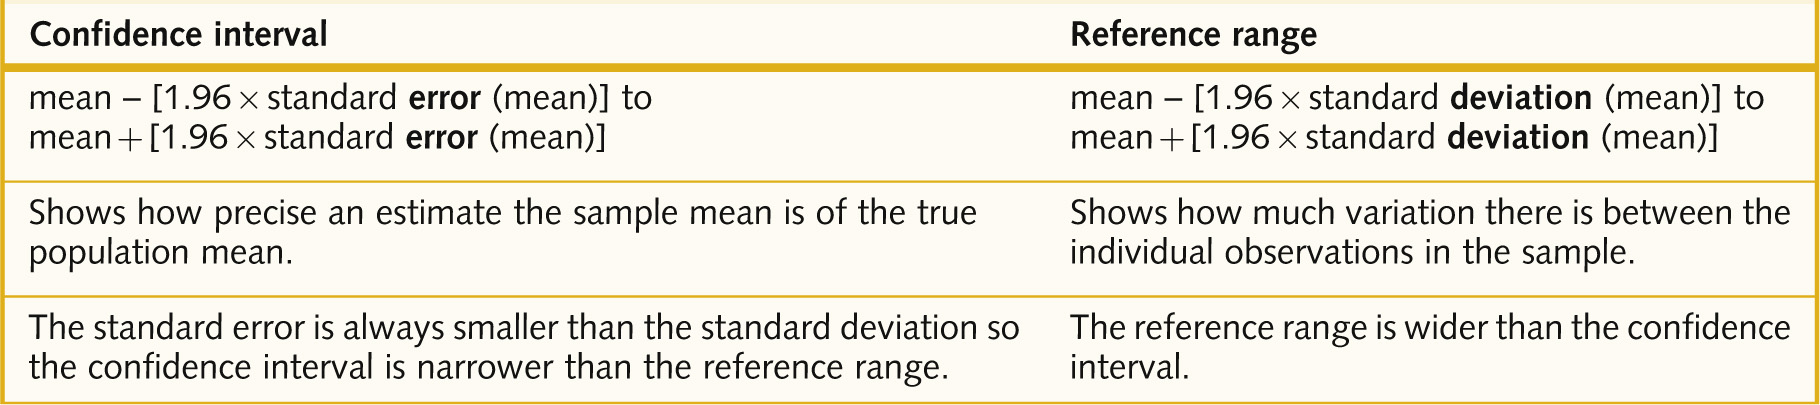 Confidence interval
Reference range
mean – [1.96 × standard error (mean)] to
mean + [1.96 × standard error (mean)]
mean – [1.96 × standard deviation (mean)] to
mean + [1.96 × standard deviation (mean)]
Shows how precise an estimate the sample mean is of the true
population mean.
Shows how much variation there is between the
individual observations in the sample.
The standard error is always smaller than the standard deviation so
the confidence interval is narrower than the reference range.
The reference range is wider than the confidence
interval.